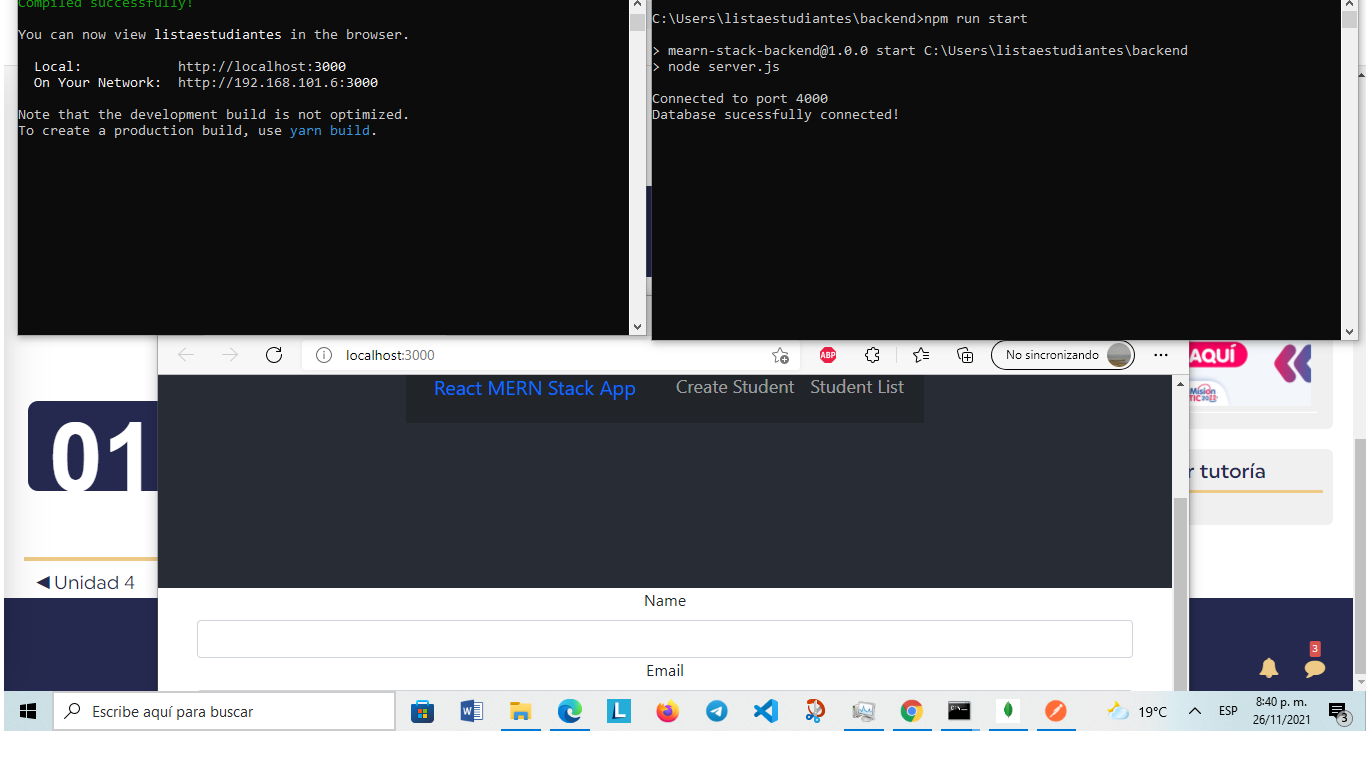 Compiled successfully!
You can now view listaestudiantes in the browser.
Local: http://localhost:3000
On Your Network: http://192.168.101.6:3000
Note that the development build is not optimized.
To create a production build, use yarn build.
C:\Users\listaestudiantes\backend>npm run start
> mearn-stack-backend@1.0.0 start C:\Users\listaestudiantes\backend
> node server.js
Connected to port 4000
Database sucessfully connected!
localhost:3000
ABP
No sincronizando
React MERN Stack App
Create Student
Student List
Name
Email
01
Unidad 4
AQUÍ
Misión
TIC 2022
r tutoría
3
Escribe aquí para buscar
L
19°C
ESP
8:40 p. m.
26/11/2021
3